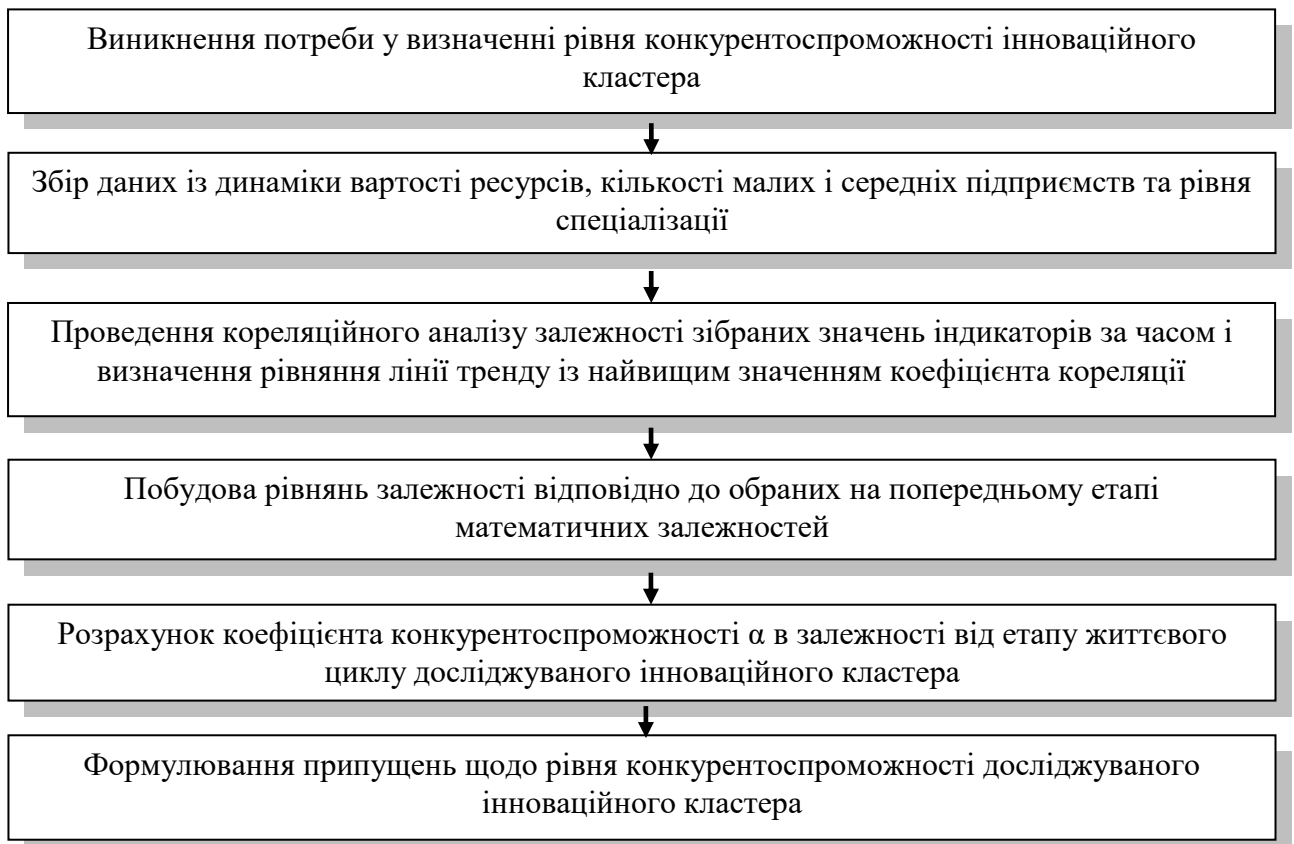 Виникнення потреби у визначенні рівня конкурентоспроможності інноваційного
кластера
Збір даних із динаміки вартості ресурсів, кількості малих і середніх підприємств та рівня
спеціалізації
Проведення кореляційного аналізу залежності зібраних значень індикаторів за часом і
визначення рівняння лінії тренду із найвищим значенням коефіцієнта кореляції
Побудова рівнянь залежності відповідно до обраних на попередньому етапі
математичних залежностей
Розрахунок коефіцієнта конкурентоспроможності α в залежності від етапу життєвого
циклу досліджуваного інноваційного кластера
Формулювання припущень щодо рівня конкурентоспроможності досліджуваного
інноваційного кластера